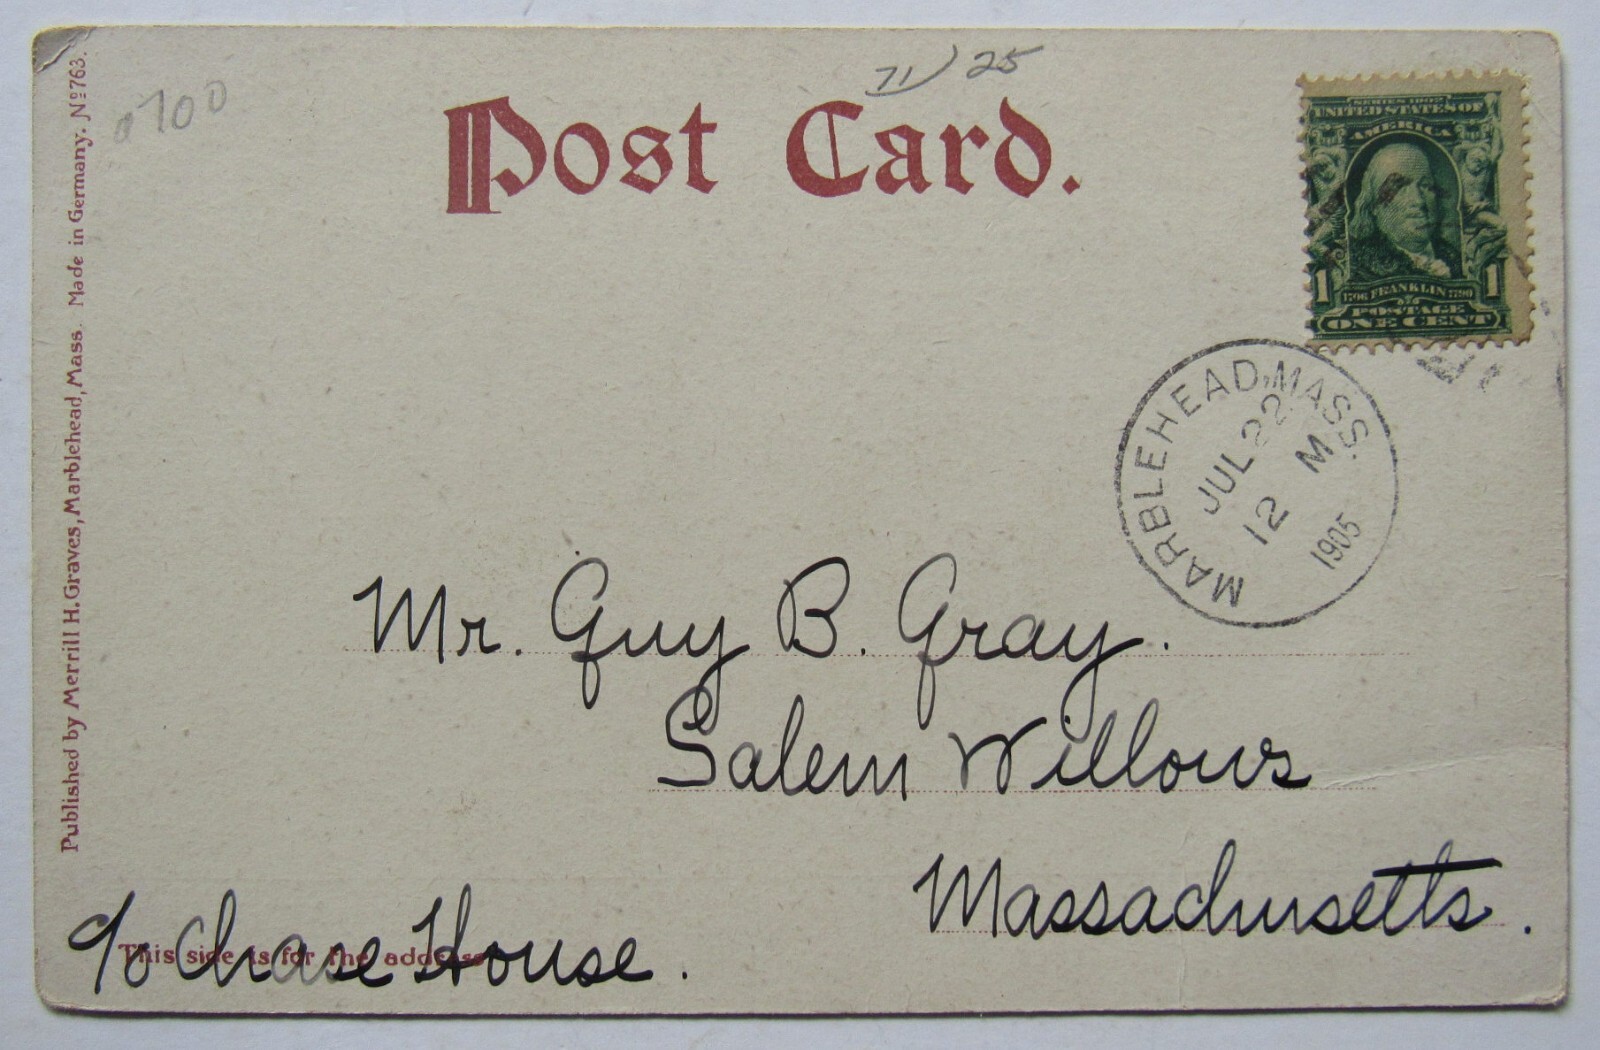 Published by Merrill H. Graves, Marblehead, Mass. Made in Germany. Nº 763.
0700
71) 25
Post Card.
SERIES 1902
UNITED STATES OF
AMERICA
1 1
1706 FRANKLIN 1790
POSTAGE
ONE CENT
MARBLEHEAD, MASS.
JUL 22
12 M
1905
Mr. Guy B. Gray.
Salem Willows
Massachusetts.
c/o Chase House.
This side is for the address